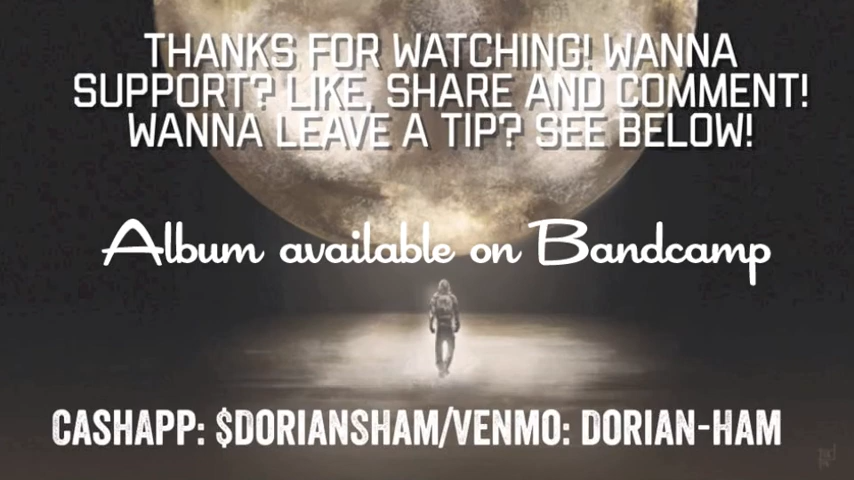 THANKS FOR WATCHING! WANNA
SUPPORT? LIKE, SHARE AND COMMENT!
WANNA LEAVE A TIP? SEE BELOW!
Album available on Bandcamp
CASHAPP: $DORIANSHAM/VENMO: DORIAN-HAM